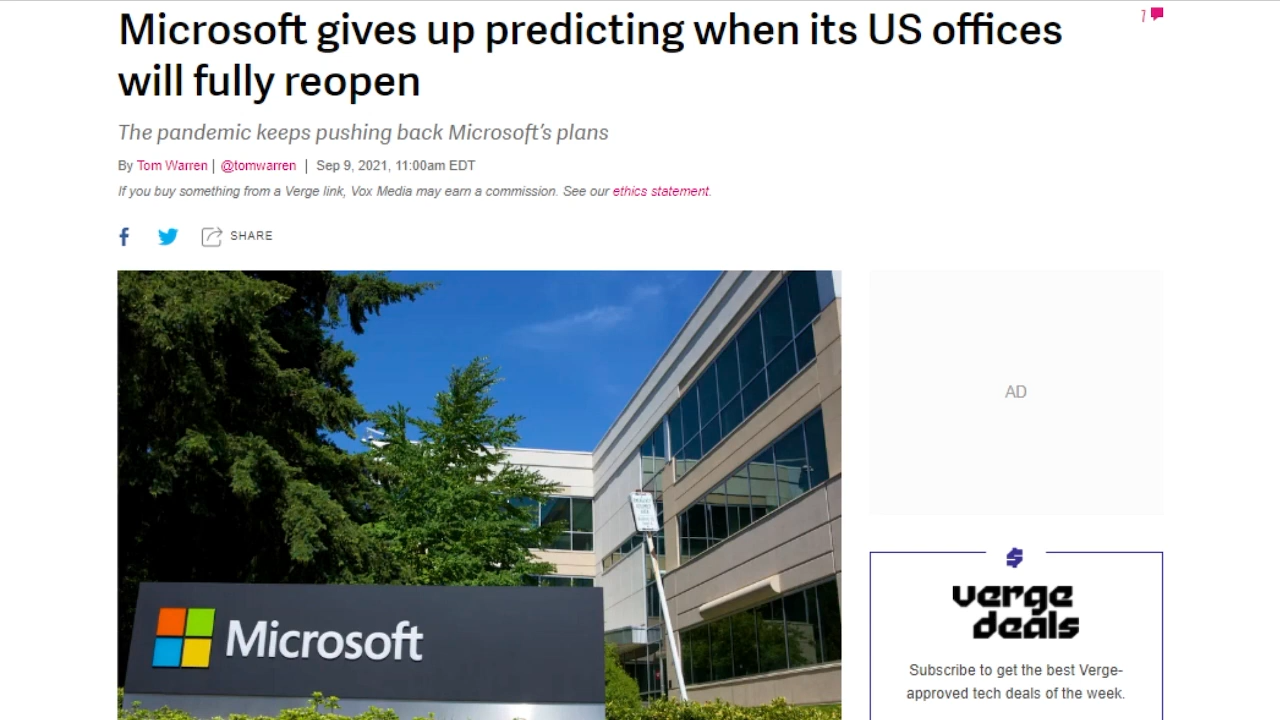 Microsoft gives up predicting when its US offices
will fully reopen
7
The pandemic keeps pushing back Microsoft's plans
By Tom Warren | @tomwarren | Sep 9, 2021, 11:00am EDT
If you buy something from a Verge link, Vox Media may earn a commission. See our ethics statement.
SHARE
AD
Microsoft
verge
deals
Subscribe to get the best Verge-
approved tech deals of the week.